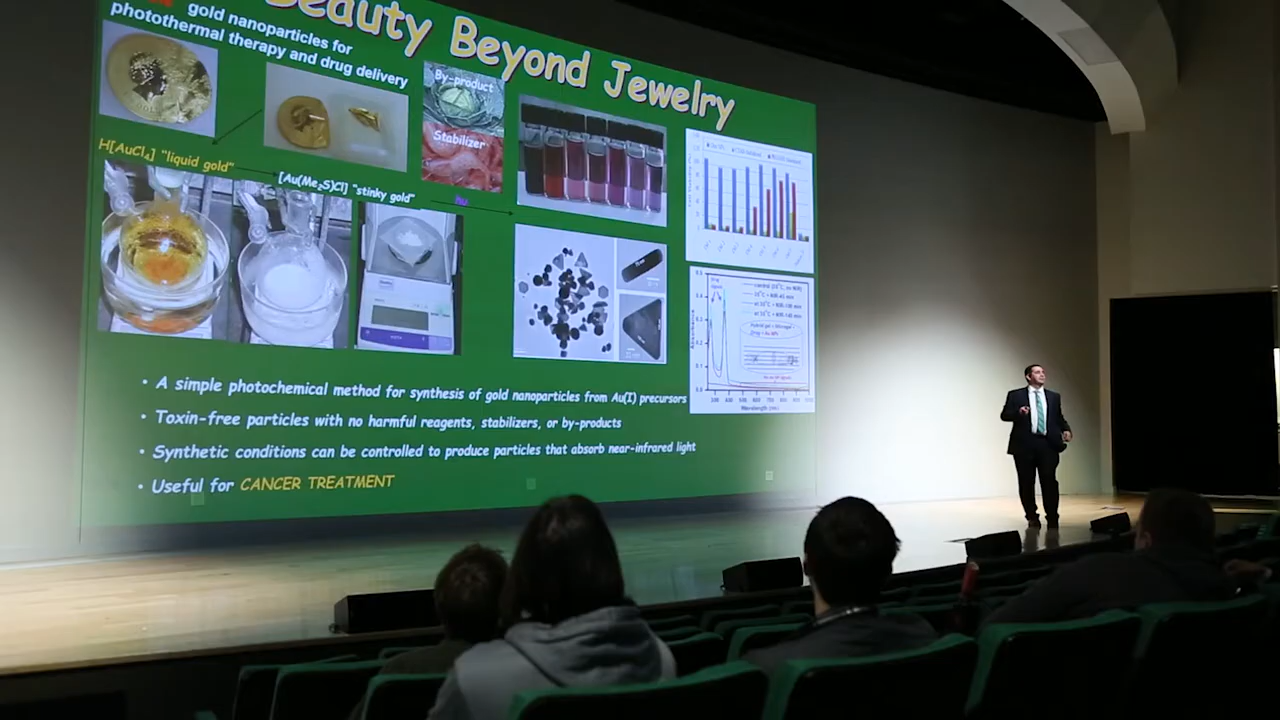 Beauty Beyond Jewelry
gold nanoparticles for
photothermal therapy and drug delivery
By-product
Stabilizer
H[AuCl₄] "liquid gold"
[Au(Me₂S)Cl] "stinky gold"
hυ
• A simple photochemical method for synthesis of gold nanoparticles from Au(I) precursors
• Toxin-free particles with no harmful reagents, stabilizers, or by-products
• Synthetic conditions can be controlled to produce particles that absorb near-infrared light
• Useful for CANCER TREATMENT